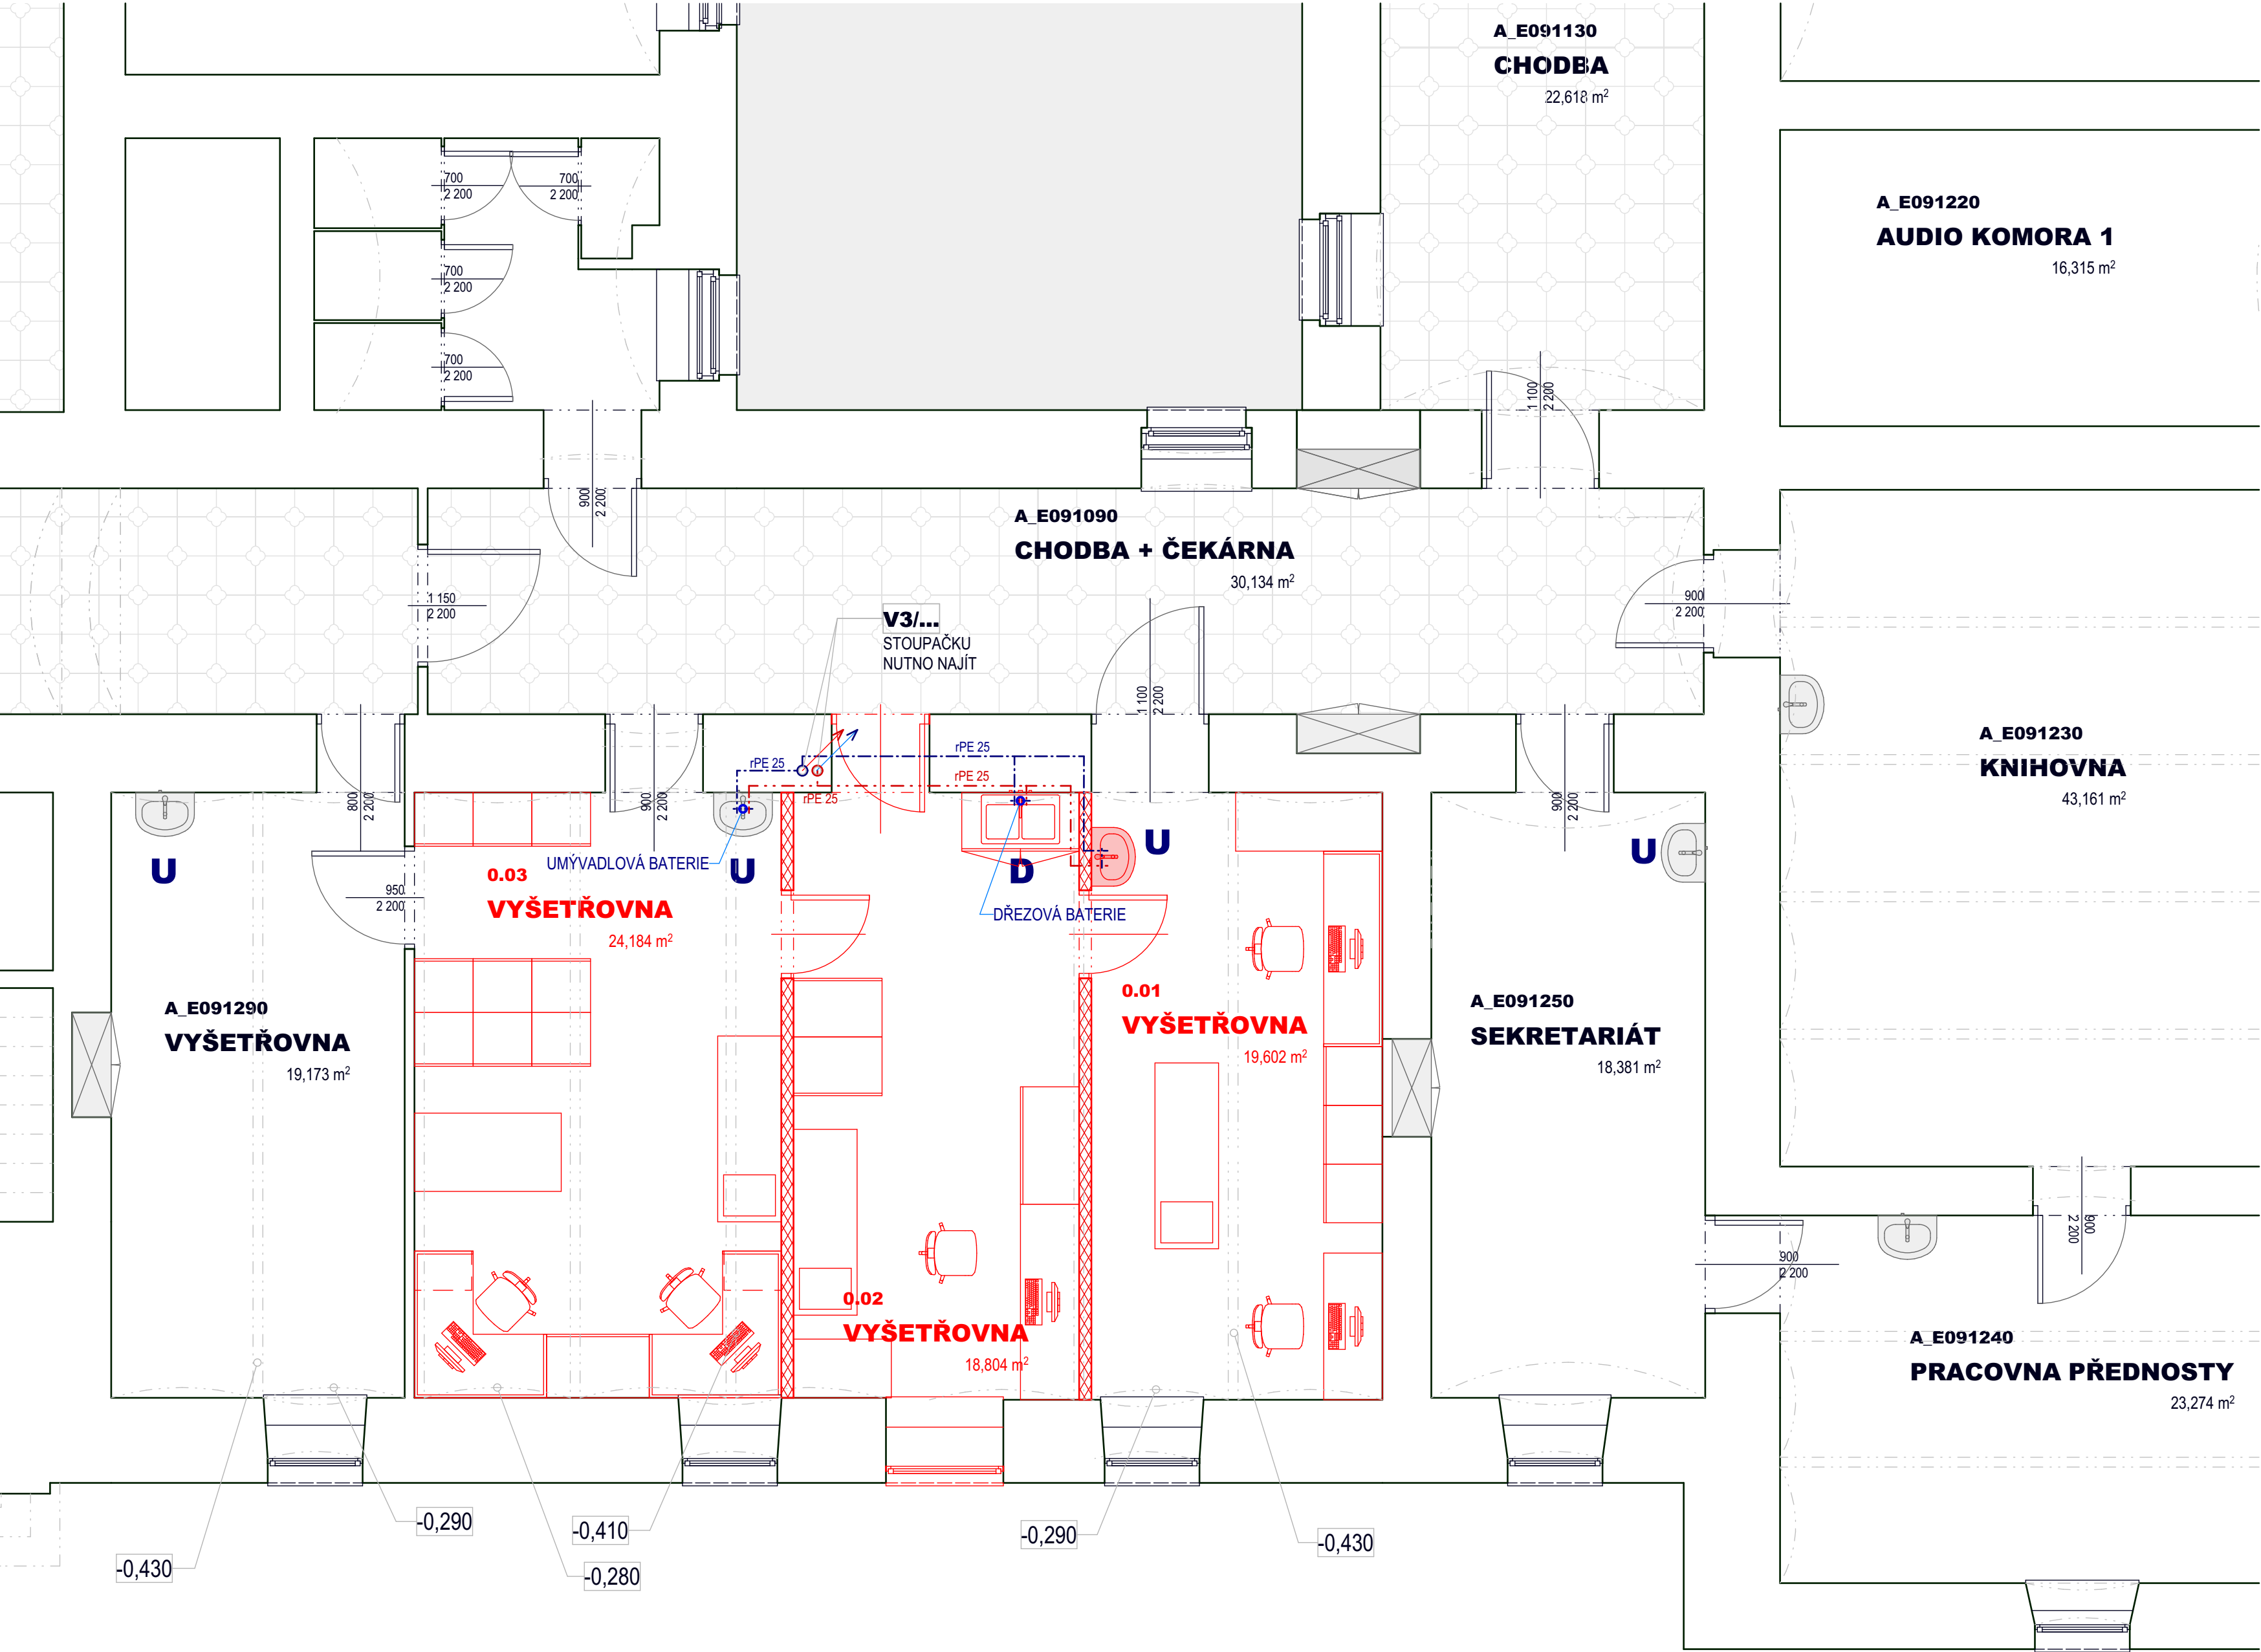 A_E091130
CHODBA
22,618 m²
700
2 200
700
2 200
A_E091220
AUDIO KOMORA 1
16,315 m²
700
2 200
700
2 200
1 100
2 200
900
2 200
A_E091090
CHODBA + ČEKÁRNA
30,134 m²
1 150
2 200
900
2 200
V3/...
STOUPAČKU
NUTNO NAJÍT
1 100
2 200
A_E091230
KNIHOVNA
43,161 m²
rPE 25
rPE 25
rPE 25
rPE 25
800
2 200
900
2 200
900
2 200
U
U
D
U
U
UMÝVADLOVÁ BATERIE
DŘEZOVÁ BATERIE
0.03
VYŠETŘOVNA
24,184 m²
950
2 200
A_E091290
VYŠETŘOVNA
19,173 m²
0.01
VYŠETŘOVNA
19,602 m²
A_E091250
SEKRETARIÁT
18,381 m²
0.02
VYŠETŘOVNA
18,804 m²
900
2 200
900
2 200
A_E091240
PRACOVNA PŘEDNOSTY
23,274 m²
-0,290
-0,410
-0,290
-0,430
-0,430
-0,280